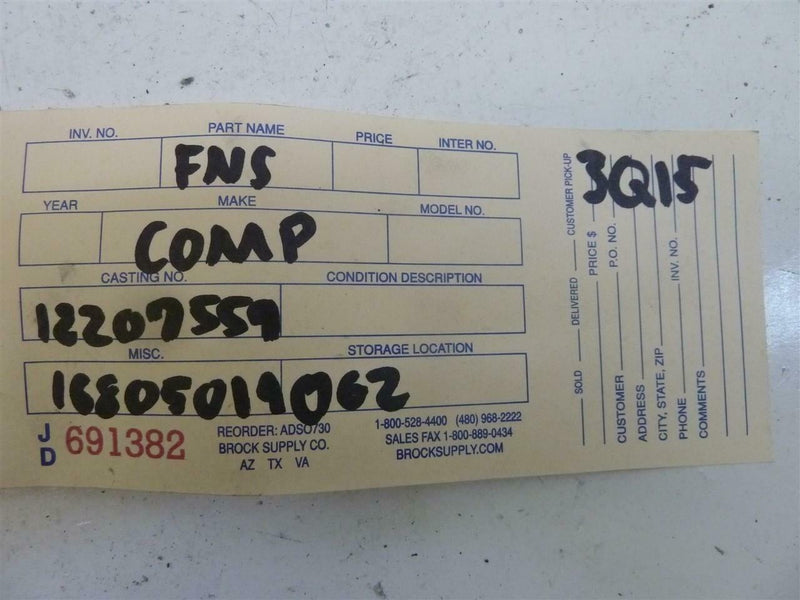 INV. NO. PART NAME PRICE INTER NO.
FNS
YEAR MAKE MODEL NO.
COMP
CASTING NO. CONDITION DESCRIPTION
12207559
MISC. STORAGE LOCATION
16805019062
JD 691382
REORDER: ADSO730
BROCK SUPPLY CO.
AZ TX VA
1-800-528-4400 (480) 968-2222
SALES FAX 1-800-889-0434
BROCKSUPPLY.COM
3Q15
SOLD DELIVERED CUSTOMER PICK-UP
PRICE $
CUSTOMER P.O. NO.
ADDRESS
CITY, STATE, ZIP
PHONE INV. NO.
COMMENTS